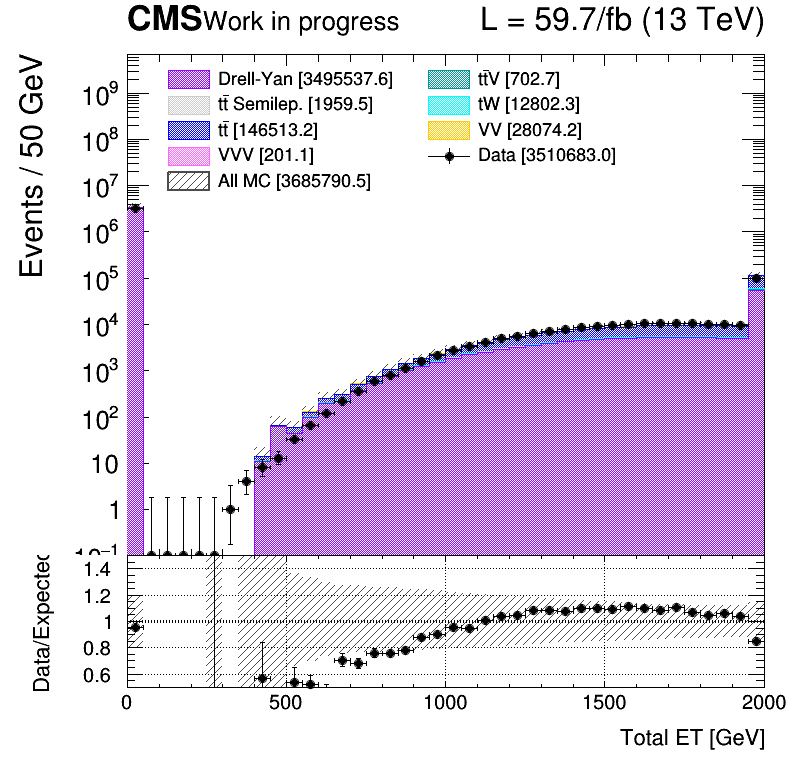 CMS Work in progress L = 59.7/fb (13 TeV)
Events / 50 GeV
Drell-Yan [3495537.6]
tt̄ Semilep. [1959.5]
tt̄ [146513.2]
VVV [201.1]
All MC [3685790.5]
tt̄V [702.7]
tW [12802.3]
VV [28074.2]
Data [3510683.0]
10⁹
10⁸
10⁷
10⁶
10⁵
10⁴
10³
10²
10
1
10⁻¹
Data/Expected
1.4
1.2
1
0.8
0.6
0 500 1000 1500 2000
Total ET [GeV]